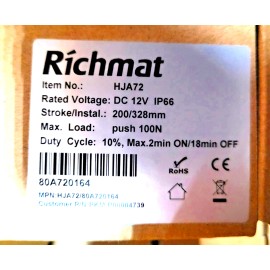 Richmat
Item No.: HJA72
Rated Voltage: DC 12V IP66
Stroke/Instal.: 200/328mm
Max. Load: push 100N
Duty Cycle: 10%, Max.2min ON/18min OFF
RoHS
80A720164
MPN:HJA72/80A720164
Customer P/N: